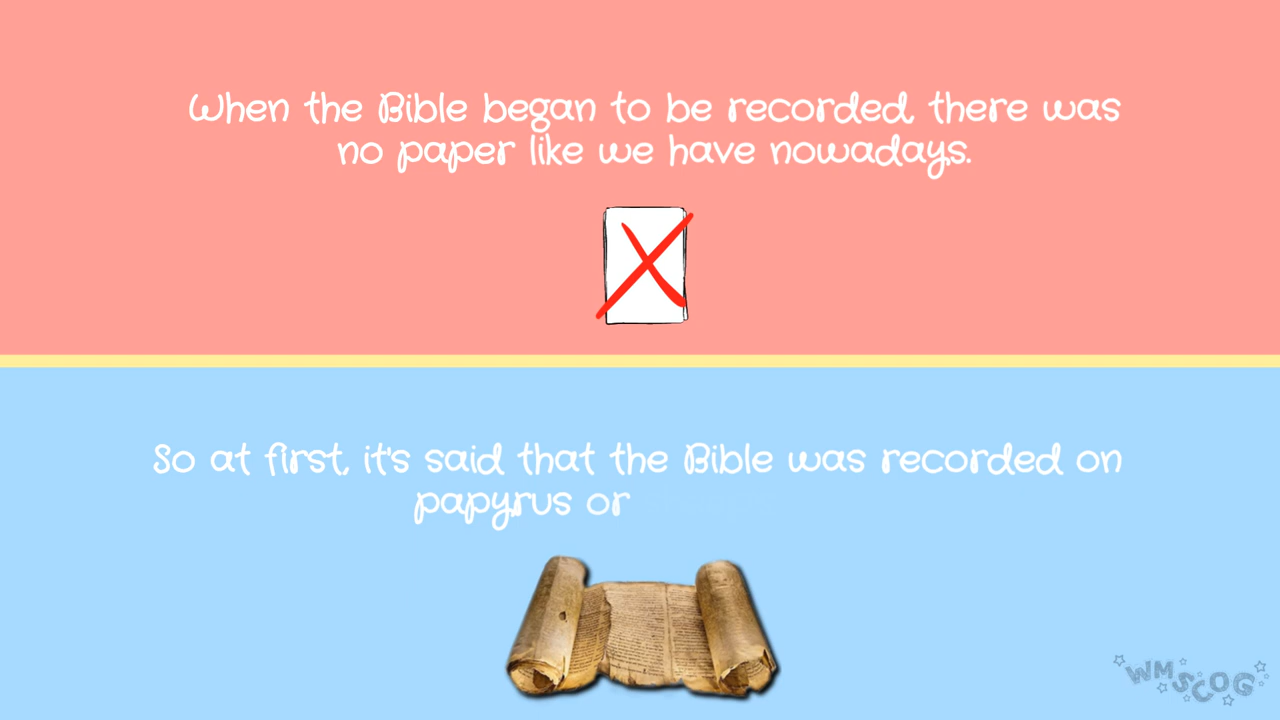 When the Bible began to be recorded, there was
no paper like we have nowadays.
So at first, it's said that the Bible was recorded on
papyrus or
WMSCOG